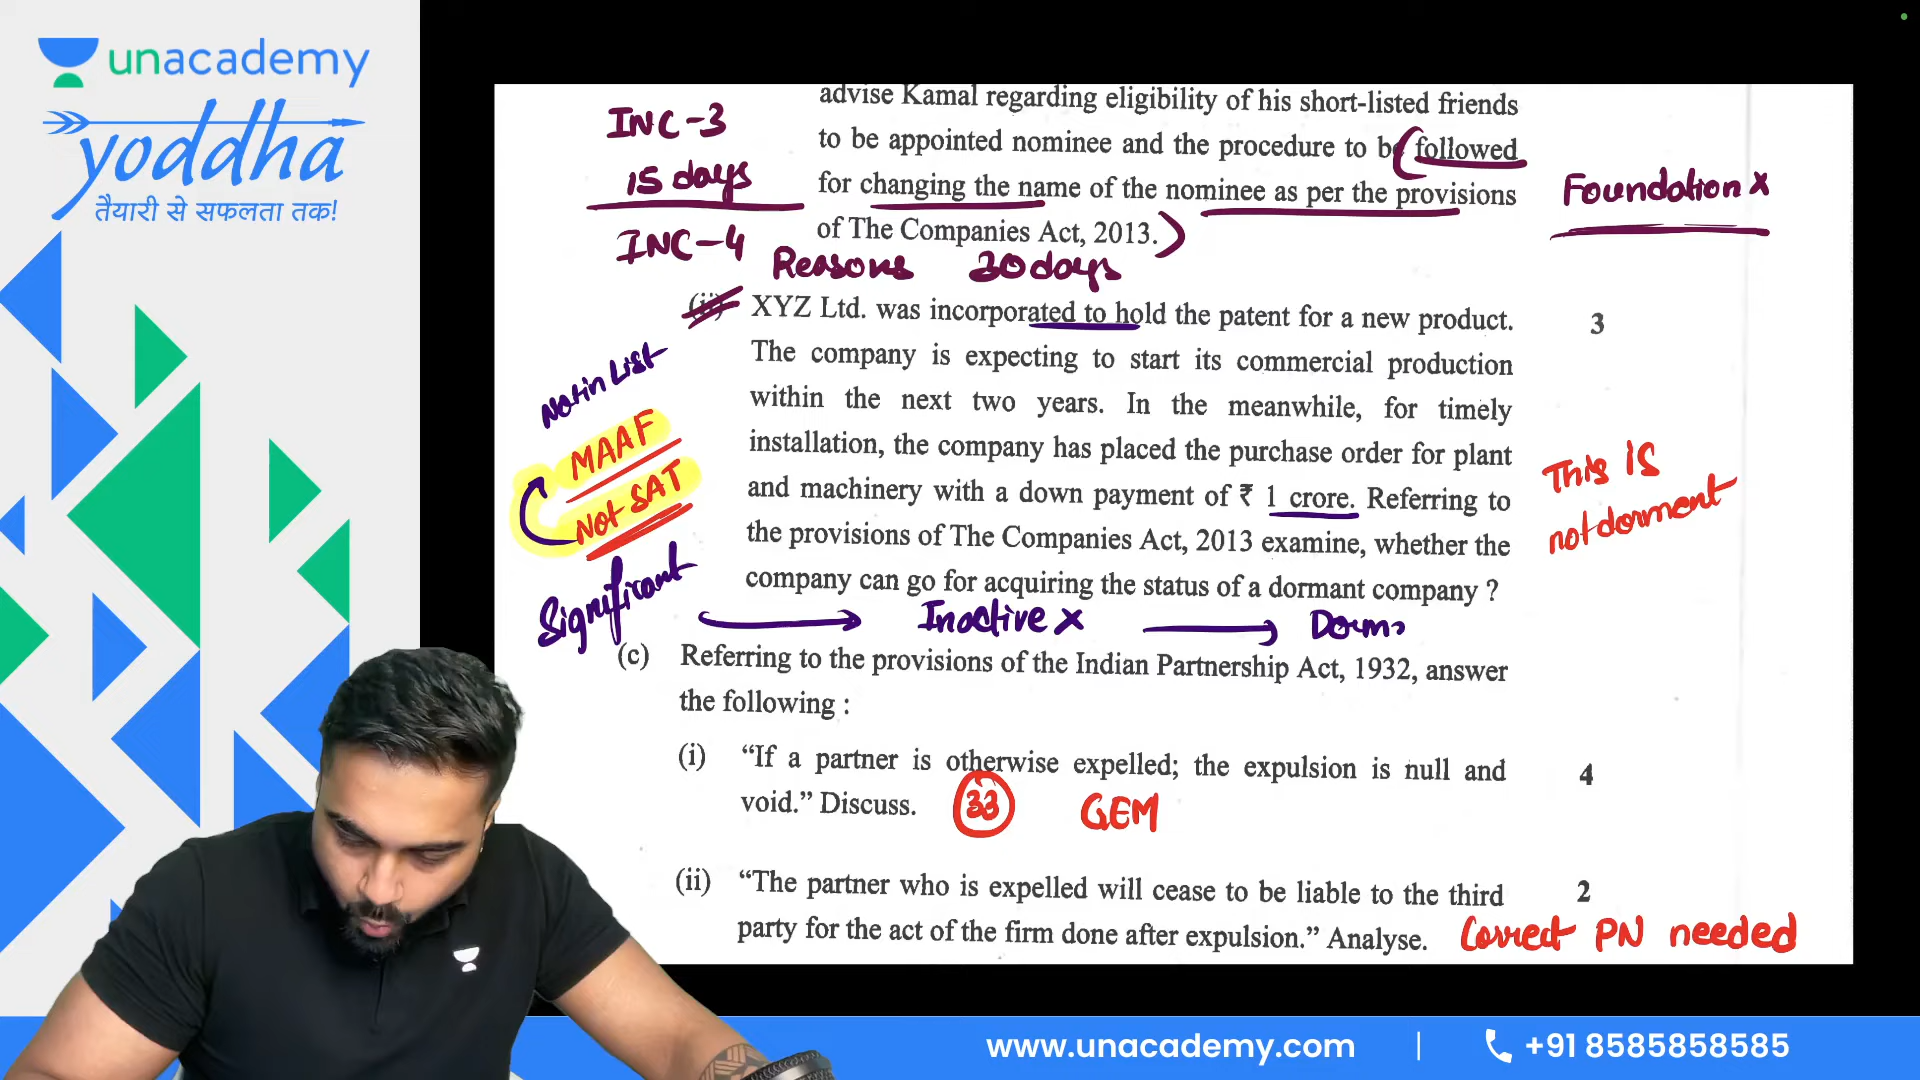 unacademy
yoddha
तैयारी से सफलता तक!
advise Kamal regarding eligibility of his short-listed friends
to be appointed nominee and the procedure to be followed
for changing the name of the nominee as per the provisions
of The Companies Act, 2013.
INC-3
15 days
INC-4
Reasons 30 days
Foundation x
(ii) XYZ Ltd. was incorporated to hold the patent for a new product. 3
The company is expecting to start its commercial production
within the next two years. In the meanwhile, for timely
installation, the company has placed the purchase order for plant
and machinery with a down payment of ₹ 1 crore. Referring to
the provisions of The Companies Act, 2013 examine, whether the
company can go for acquiring the status of a dormant company ?
Not in List
MAAF
Not SAT
Significant
Inactive x
Dorm
This is
not dorment
(c) Referring to the provisions of the Indian Partnership Act, 1932, answer
the following :
(i) “If a partner is otherwise expelled; the expulsion is null and 4
void.” Discuss.
33 GEM
(ii) “The partner who is expelled will cease to be liable to the third 2
party for the act of the firm done after expulsion.” Analyse.
Correct PN needed
www.unacademy.com | +91 8585858585